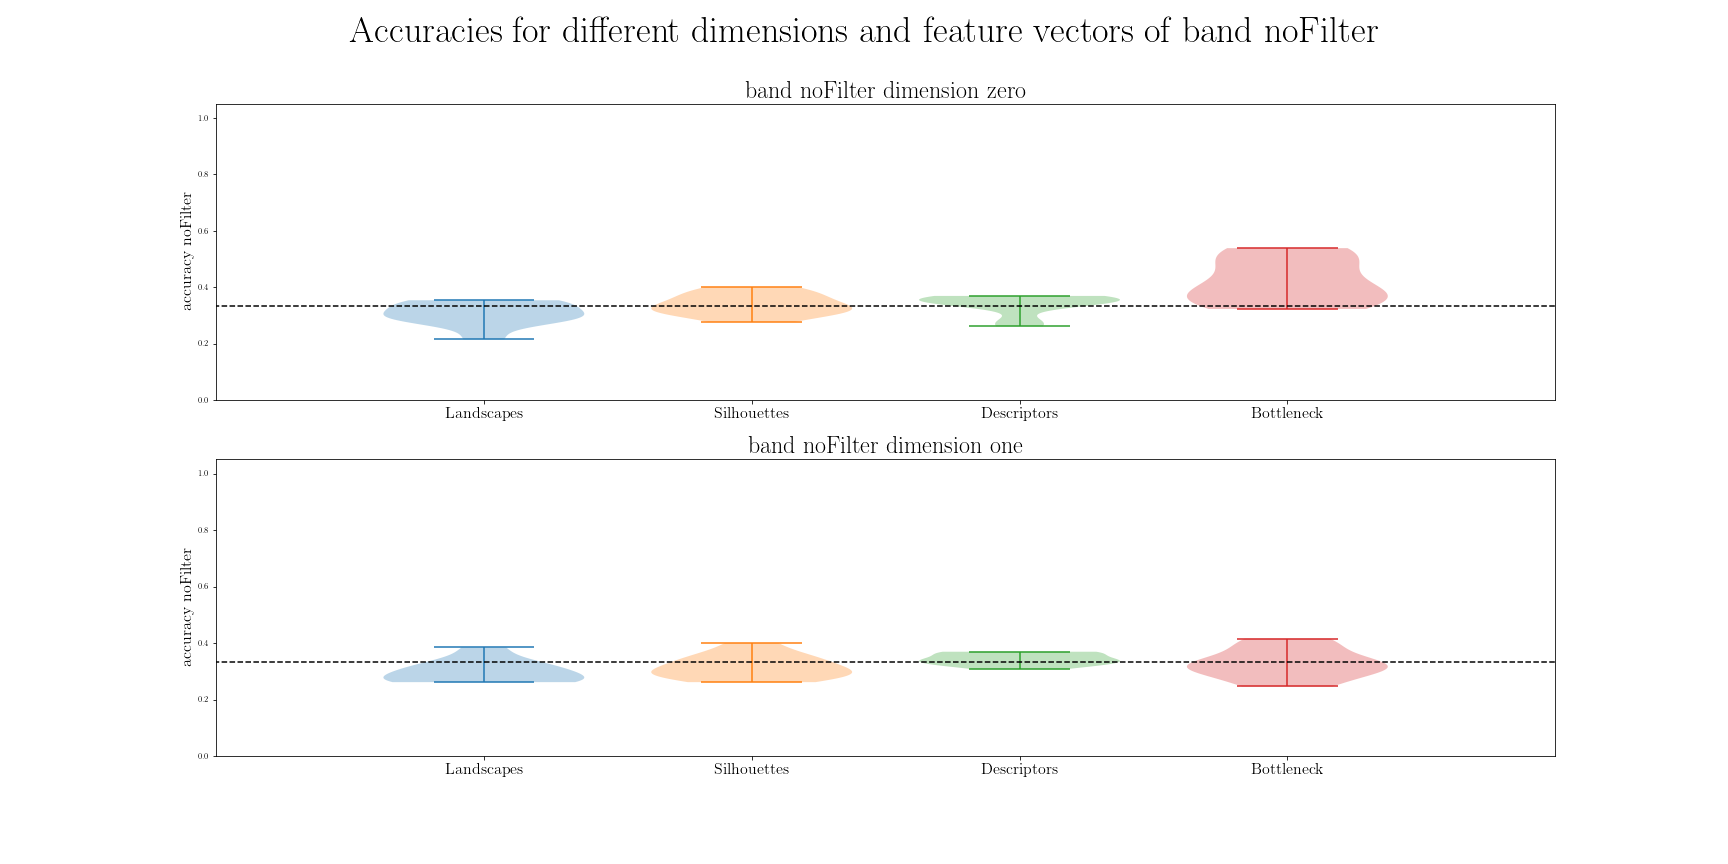 Accuracies for different dimensions and feature vectors of band noFilter
band noFilter dimension zero
accuracy noFilter
1.0
0.8
0.6
0.4
0.2
0.0
Landscapes Silhouettes Descriptors Bottleneck
band noFilter dimension one
accuracy noFilter
1.0
0.8
0.6
0.4
0.2
0.0
Landscapes Silhouettes Descriptors Bottleneck